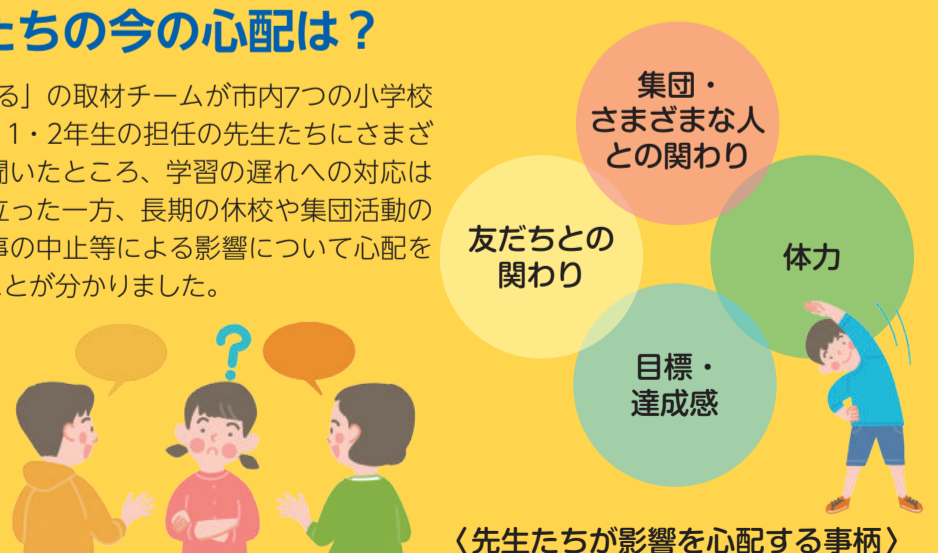 たちの今の心配は？
る」の取材チームが市内7つの小学校
1・2年生の担任の先生たちにさまざ
聞いたところ、学習の遅れへの対応は
立った一方、長期の休校や集団活動の
事の中止等による影響について心配を
ことが分かりました。
集団・
さまざまな人
との関わり
友だちとの
関わり
体力
目標・
達成感
?
〈先生たちが影響を心配する事柄〉